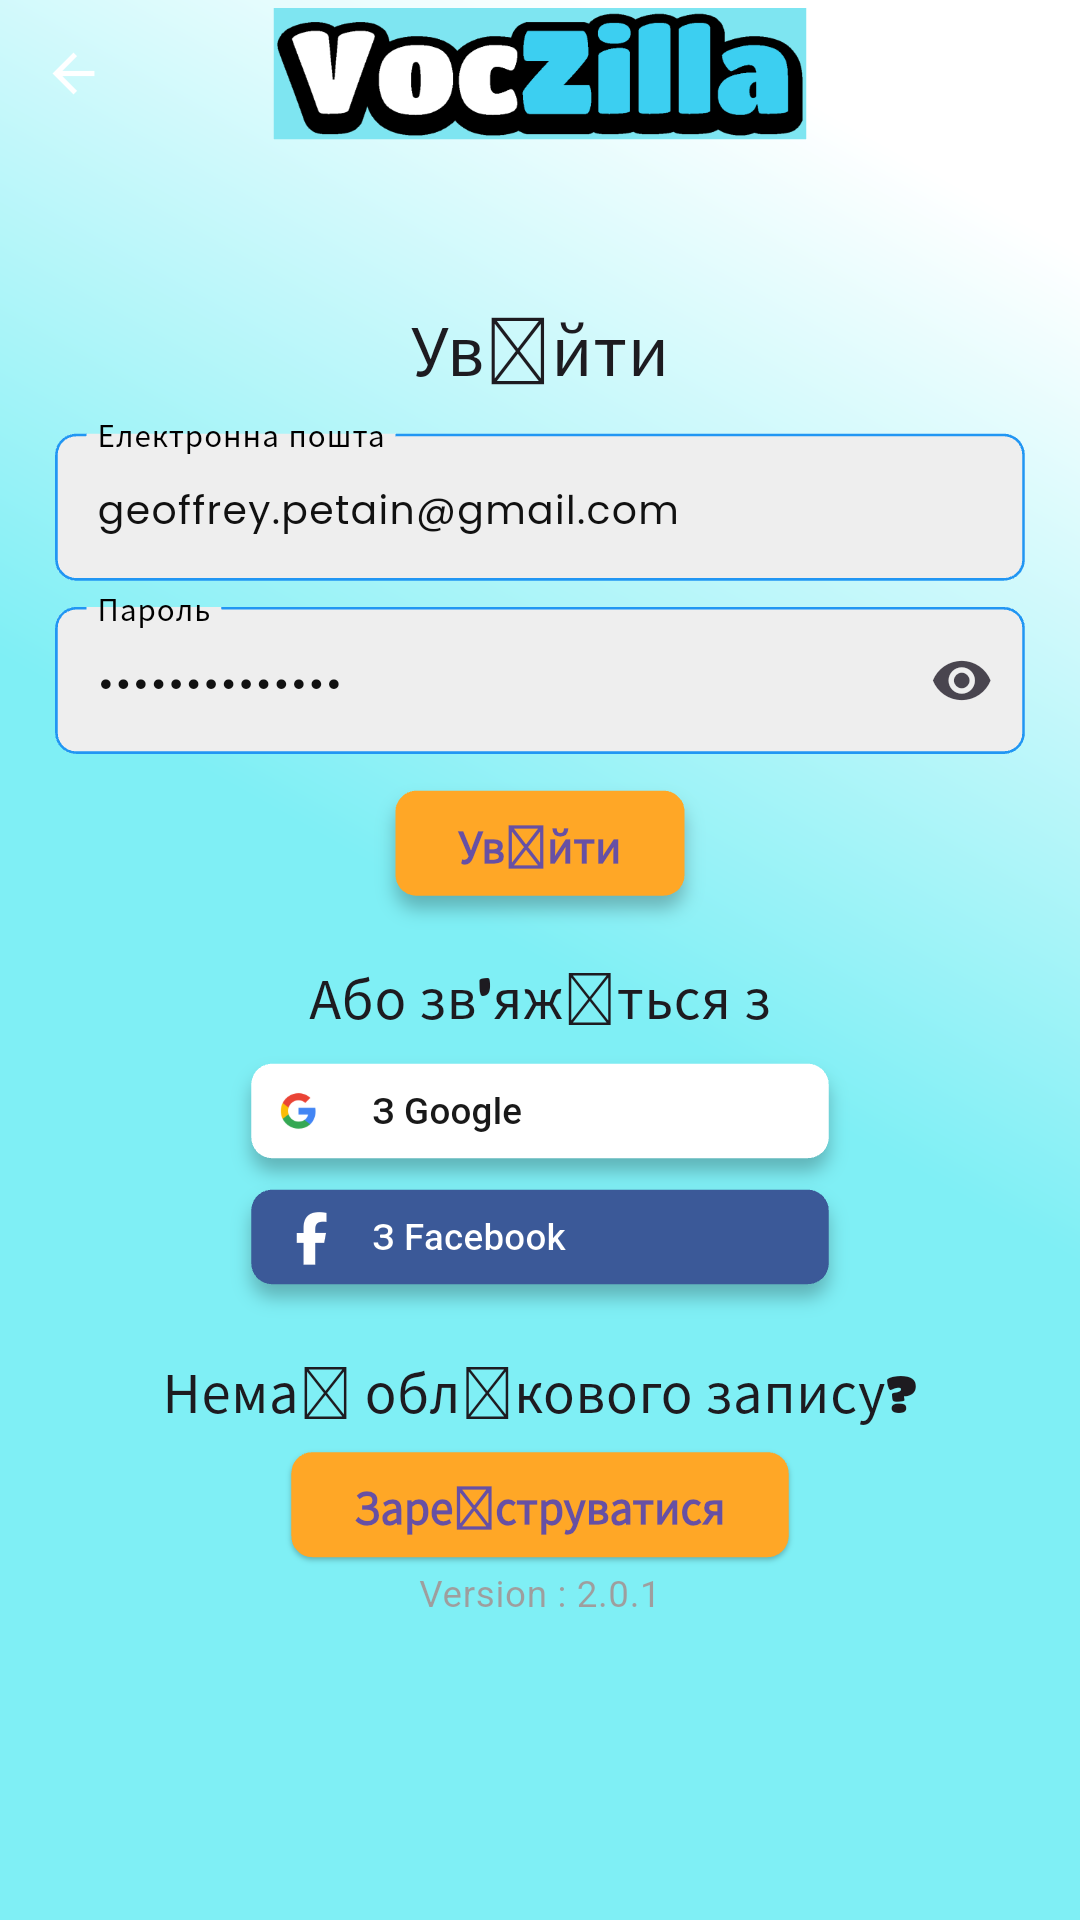 VocZilla
Ув☒йти
Електронна пошта
geoffrey.petain@gmail.com
Пароль
••••••••••••••
Ув☒йти
Або зв'яж☒ться з
З Google
З Facebook
Нема☒ обл☒кового запису?
Заре☒струватися
Version : 2.0.1